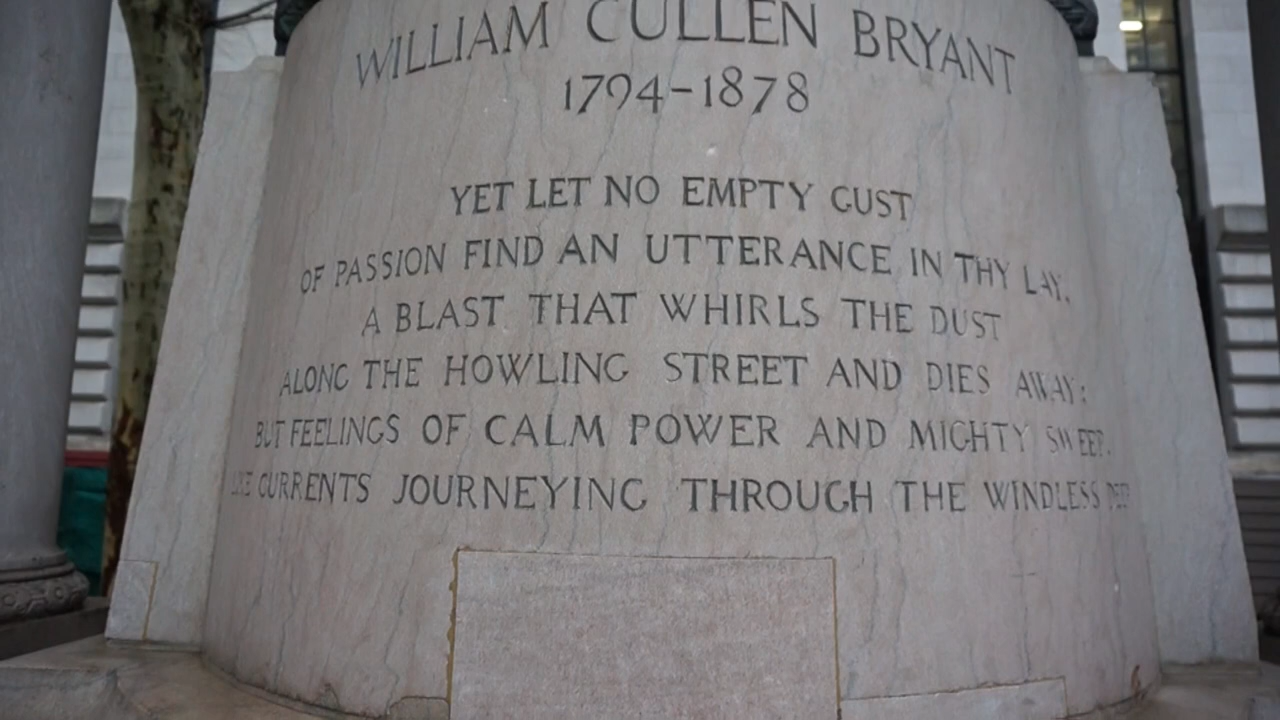 WILLIAM CULLEN BRYANT
1794-1878
YET LET NO EMPTY GUST
OF PASSION FIND AN UTTERANCE IN THY LAY,
A BLAST THAT WHIRLS THE DUST
ALONG THE HOWLING STREET AND DIES AWAY;
BUT FEELINGS OF CALM POWER AND MIGHTY SWEEP,
LIKE CURRENTS JOURNEYING THROUGH THE WINDLESS DEEP